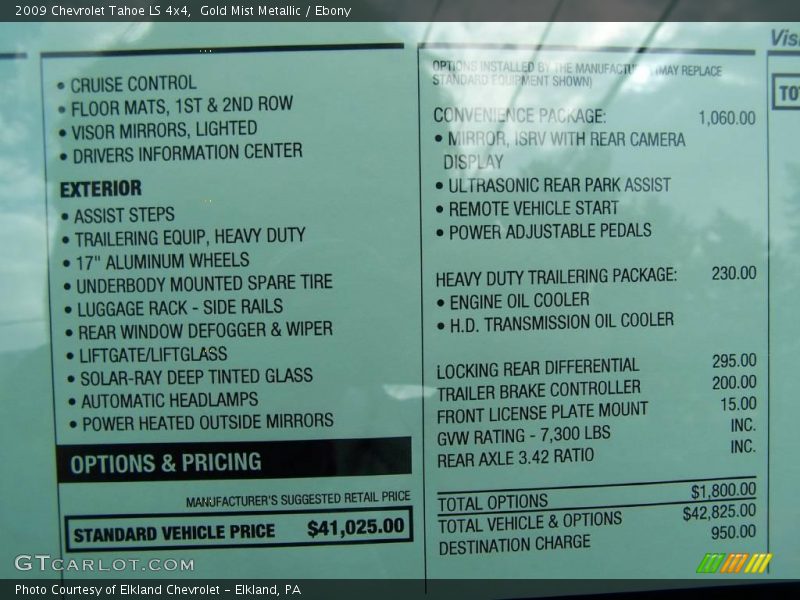 2009 Chevrolet Tahoe LS 4x4, Gold Mist Metallic / Ebony
• CRUISE CONTROL
• FLOOR MATS, 1ST & 2ND ROW
• VISOR MIRRORS, LIGHTED
• DRIVERS INFORMATION CENTER
EXTERIOR
• ASSIST STEPS
• TRAILERING EQUIP, HEAVY DUTY
• 17" ALUMINUM WHEELS
• UNDERBODY MOUNTED SPARE TIRE
• LUGGAGE RACK - SIDE RAILS
• REAR WINDOW DEFOGGER & WIPER
• LIFTGATE/LIFTGLASS
• SOLAR-RAY DEEP TINTED GLASS
• AUTOMATIC HEADLAMPS
• POWER HEATED OUTSIDE MIRRORS
OPTIONS & PRICING
MANUFACTURER'S SUGGESTED RETAIL PRICE
STANDARD VEHICLE PRICE $41,025.00
OPTIONS INSTALLED BY THE MANUFACTURER (MAY REPLACE
STANDARD EQUIPMENT SHOWN)
CONVENIENCE PACKAGE: 1,060.00
• MIRROR, ISRV WITH REAR CAMERA
DISPLAY
• ULTRASONIC REAR PARK ASSIST
• REMOTE VEHICLE START
• POWER ADJUSTABLE PEDALS
HEAVY DUTY TRAILERING PACKAGE: 230.00
• ENGINE OIL COOLER
• H.D. TRANSMISSION OIL COOLER
LOCKING REAR DIFFERENTIAL 295.00
TRAILER BRAKE CONTROLLER 200.00
FRONT LICENSE PLATE MOUNT 15.00
GVW RATING - 7,300 LBS INC.
REAR AXLE 3.42 RATIO INC.
TOTAL OPTIONS $1,800.00
TOTAL VEHICLE & OPTIONS $42,825.00
DESTINATION CHARGE 950.00
GTCARLOT.COM
Photo Courtesy of Elkland Chevrolet - Elkland, PA